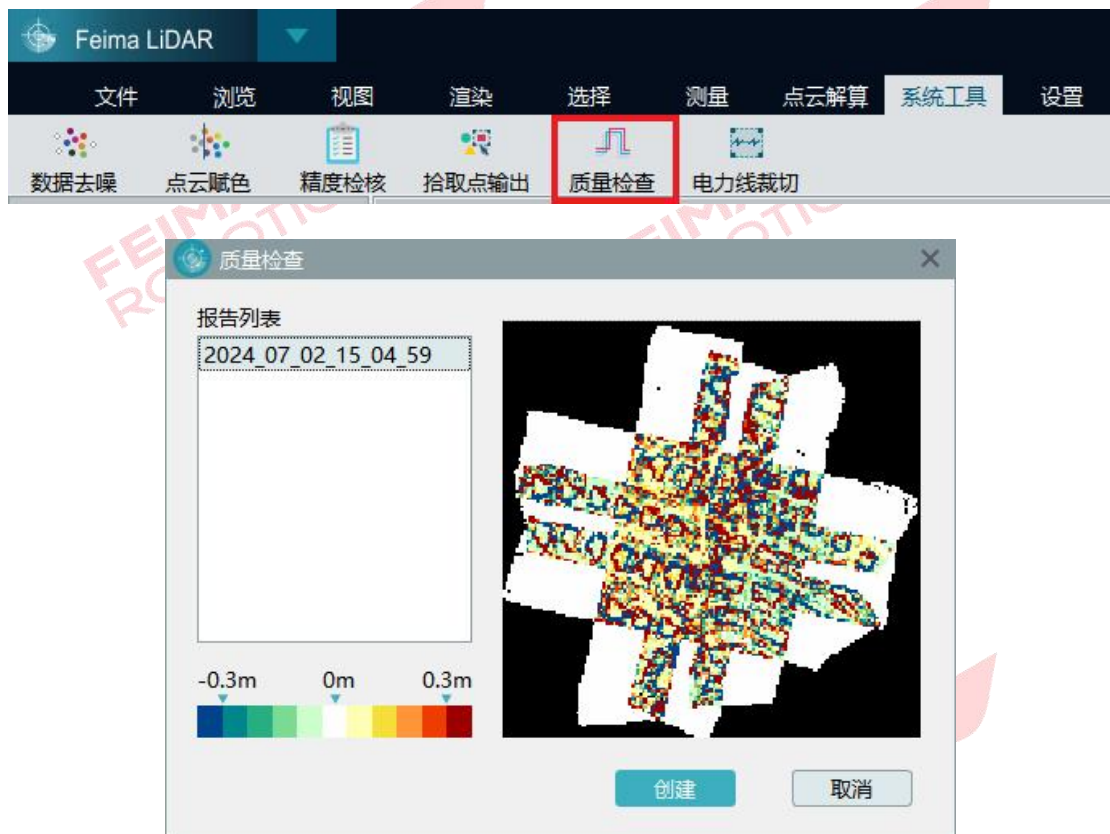 Feima LiDAR
文件 浏览 视图 渲染 选择 测量 点云解算 系统工具 设置
数据去噪 点云赋色 精度检核 拾取点输出 质量检查 电力线裁切
质量检查
报告列表
2024_07_02_15_04_59
-0.3m 0m 0.3m
创建 取消